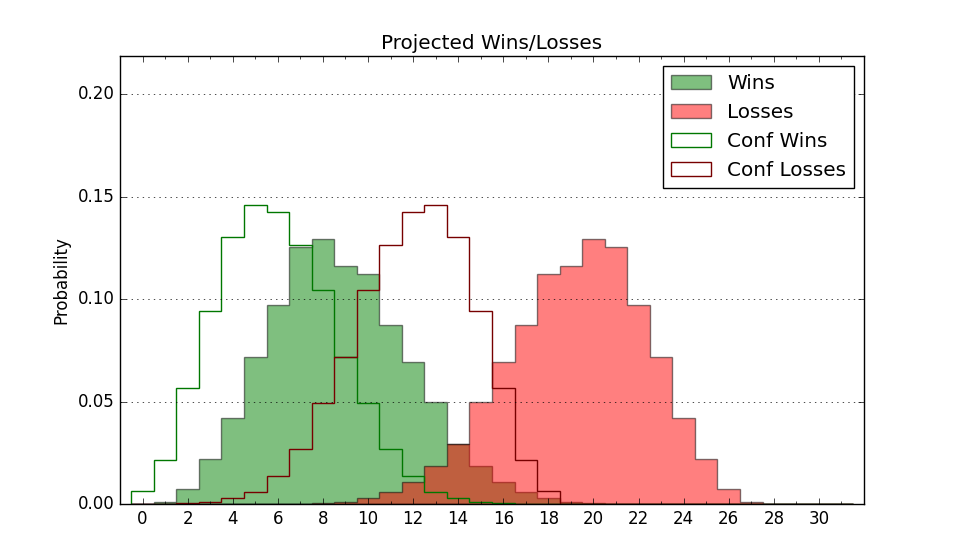 Projected Wins/Losses
Wins
Losses
Conf Wins
Conf Losses
Probability
0.20
0.15
0.10
0.05
0.00
0 2 4 6 8 10 12 14 16 18 20 22 24 26 28 30